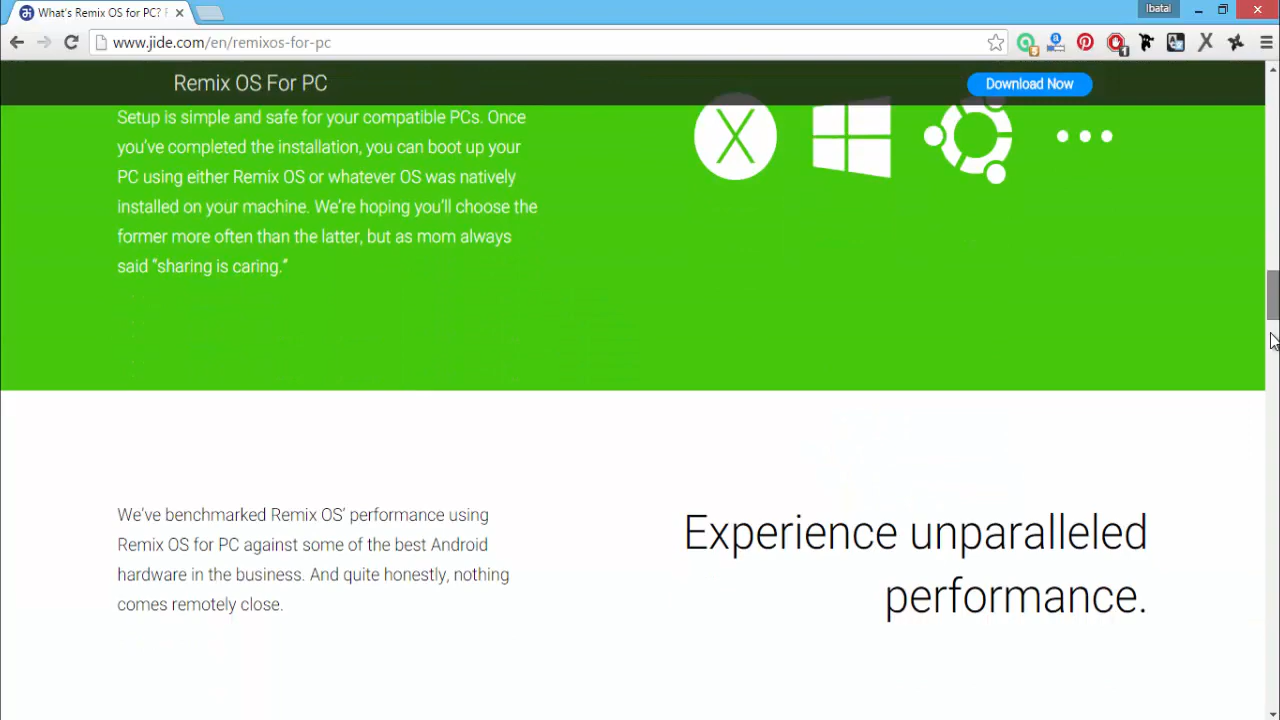 What's Remix OS for PC? F
Ibatal
www.jide.com/en/remixos-for-pc
Remix OS For PC
Download Now
Setup is simple and safe for your compatible PCs. Once
you've completed the installation, you can boot up your
PC using either Remix OS or whatever OS was natively
installed on your machine. We're hoping you'll choose the
former more often than the latter, but as mom always
said “sharing is caring.”
We've benchmarked Remix OS' performance using
Remix OS for PC against some of the best Android
hardware in the business. And quite honestly, nothing
comes remotely close.
Experience unparalleled
performance.